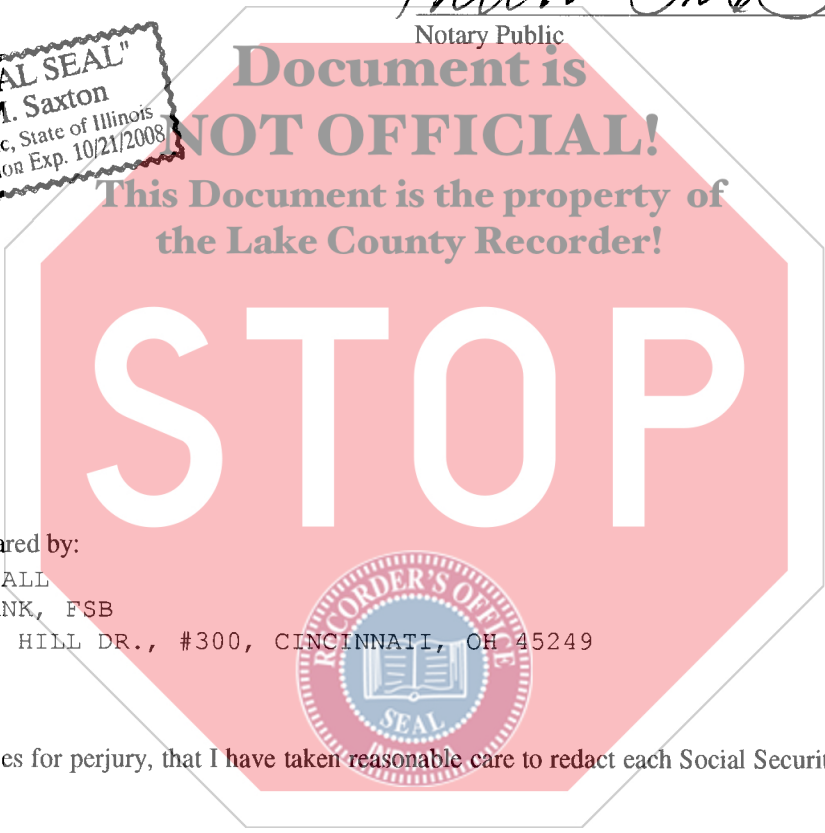 Notary Public
AL SEAL"
M. Saxton
c, State of Illinois
on Exp. 10/21/2008
Document is
NOT OFFICIAL!
This Document is the property of
the Lake County Recorder!
STOP
ared by:
ALL
NK, FSB
HILL DR., #300, CINCINNATI, OH 45249
RECORDER'S OFFICE
SEAL
INDIANA
es for perjury, that I have taken reasonable care to redact each Social Securit